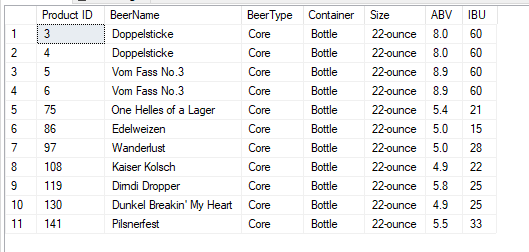 Product ID BeerName BeerType Container Size ABV IBU
1 3 Doppelsticke Core Bottle 22-ounce 8.0 60
2 4 Doppelsticke Core Bottle 22-ounce 8.0 60
3 5 Vom Fass No.3 Core Bottle 22-ounce 8.9 60
4 6 Vom Fass No.3 Core Bottle 22-ounce 8.9 60
5 75 One Helles of a Lager Core Bottle 22-ounce 5.4 21
6 86 Edelweizen Core Bottle 22-ounce 5.0 15
7 97 Wanderlust Core Bottle 22-ounce 5.0 28
8 108 Kaiser Kolsch Core Bottle 22-ounce 4.9 22
9 119 Dirndi Dropper Core Bottle 22-ounce 5.8 25
10 130 Dunkel Breakin' My Heart Core Bottle 22-ounce 4.9 25
11 141 Pilsnerfest Core Bottle 22-ounce 5.5 33